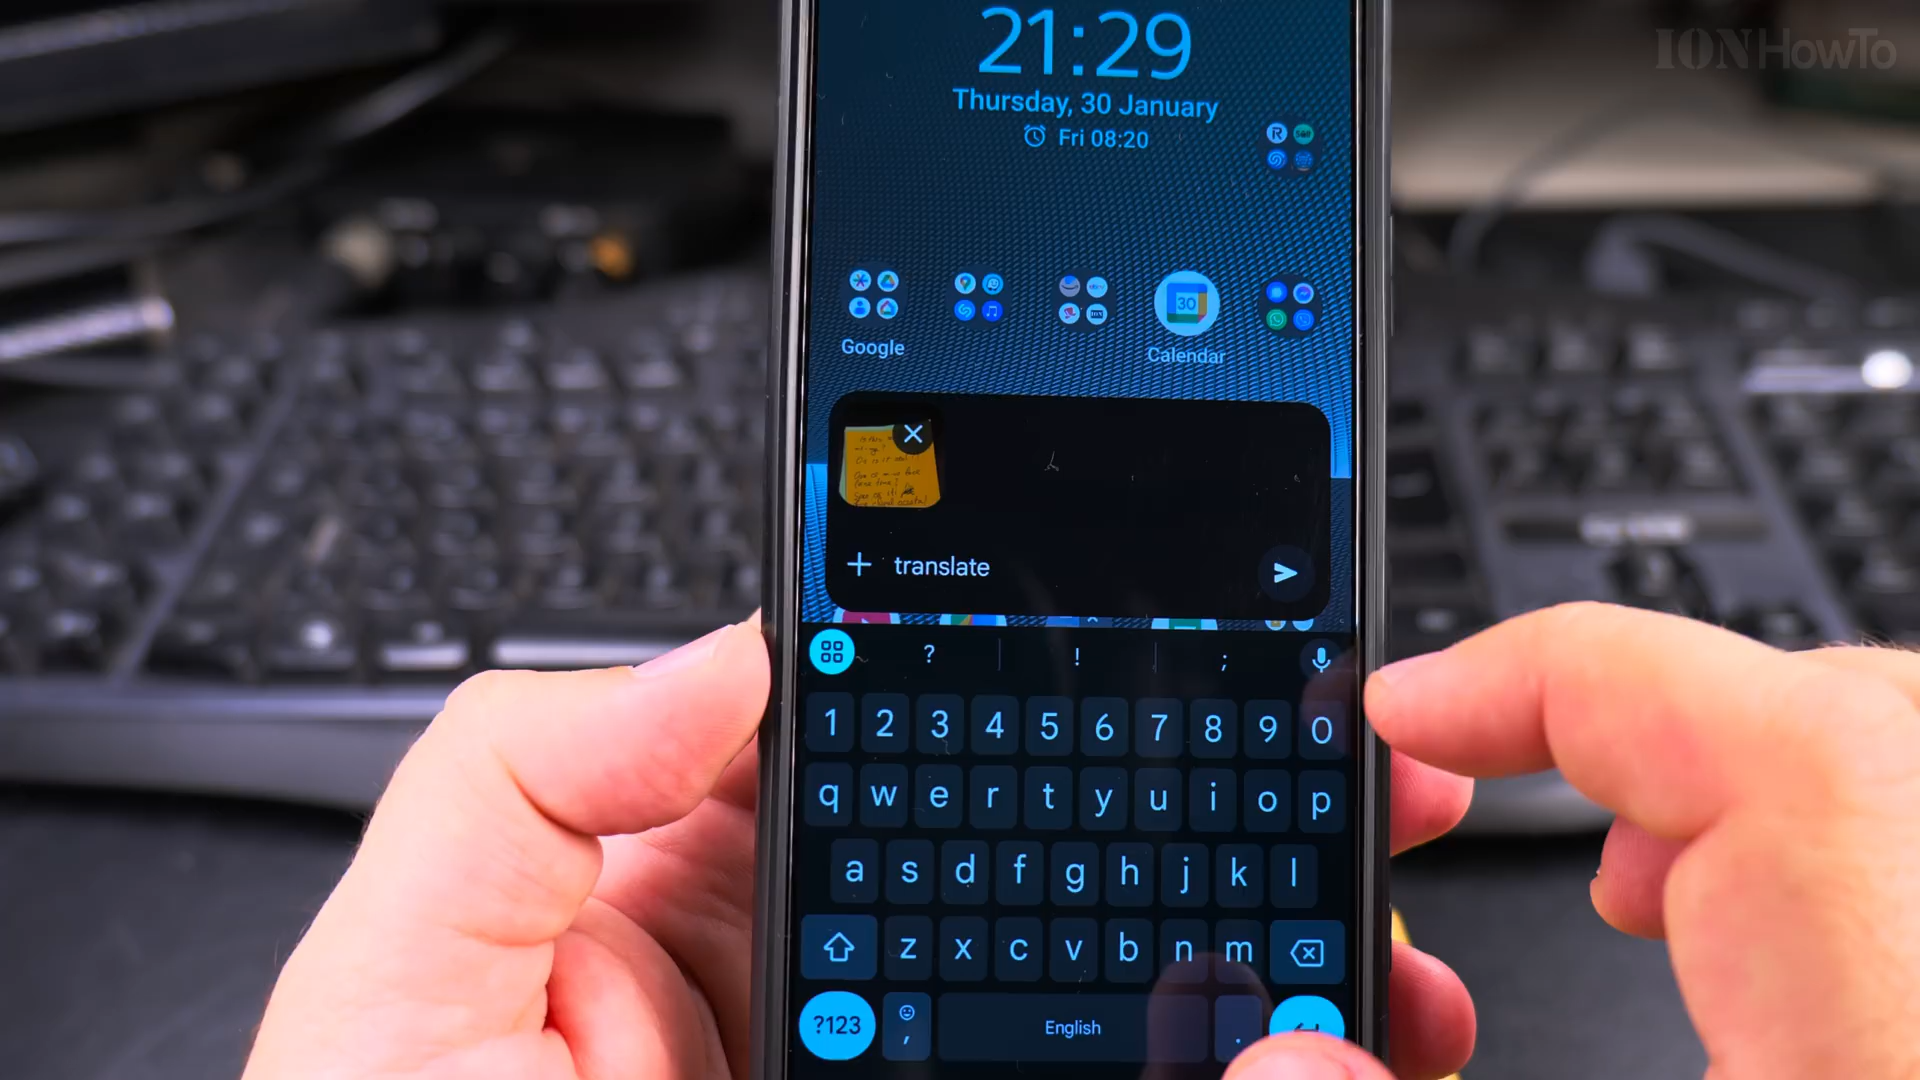 IONHowTo
21:29
Thursday, 30 January
Fri 08:20
30
Google
Calendar
translate
? ! ;
1 2 3 4 5 6 7 8 9 0
q w e r t y u i o p
a s d f g h j k l
z x c v b n m
?123 , English .